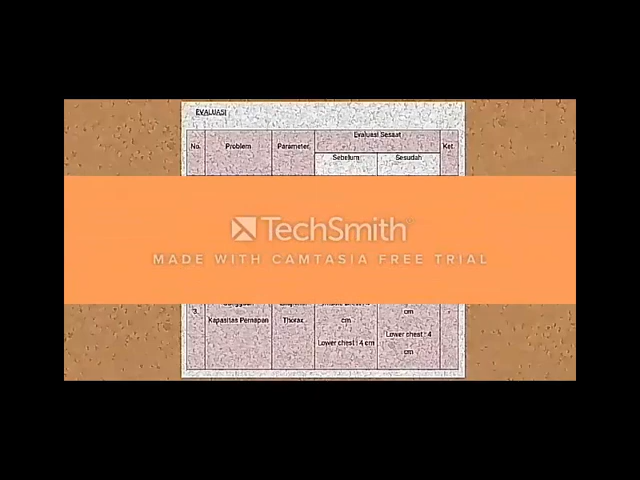 EVALUASI
No. Problem Parameter Evaluasi Sesaat Ket.
Sebelum Sesudah
TechSmith®
MADE WITH CAMTASIA FREE TRIAL
3. cm
Kapasitas Pernapan Thorax cm
Lower chest : 4 cm Lower chest : 4
cm